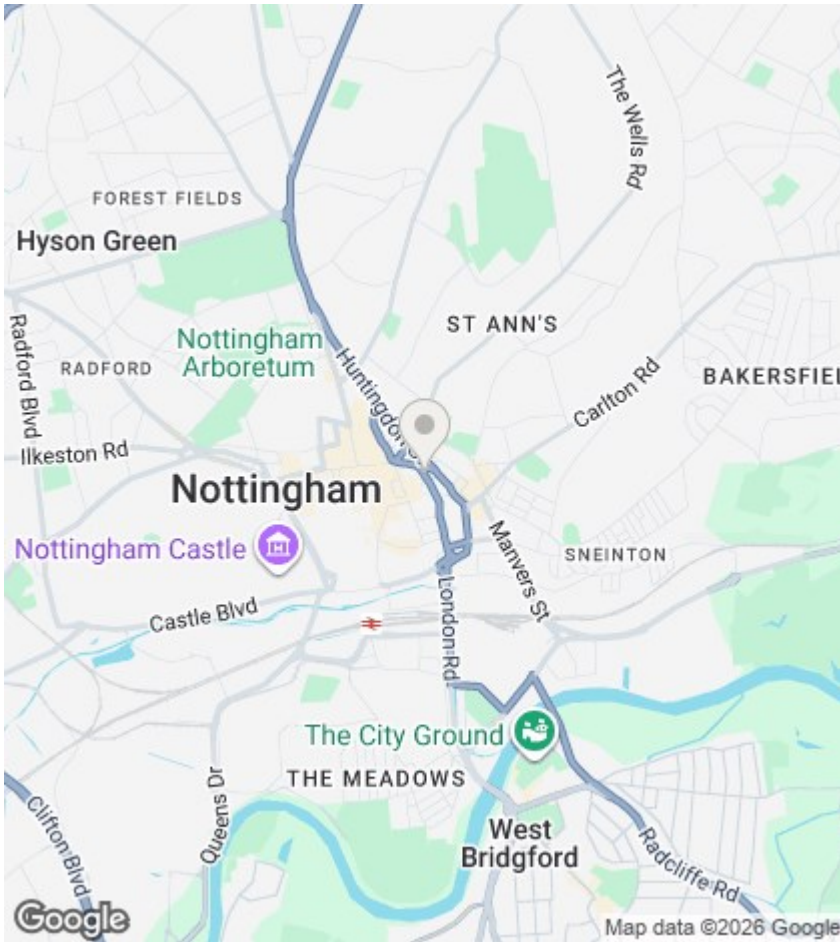 The Wells Rd
FOREST FIELDS
Hyson Green
ST ANN'S
Nottingham
Arboretum
Huntingdon S
Radford Blvd
RADFORD
BAKERSFIEL
Carlton Rd
Ilkeston Rd
Nottingham
Nottingham Castle
Manvers St
SNEINTON
Castle Blvd
London Rd
The City Ground
THE MEADOWS
Queens Dr
Clifton Blvd
West
Bridgford
Radcliffe Rd
Google
Map data ©2026 Google